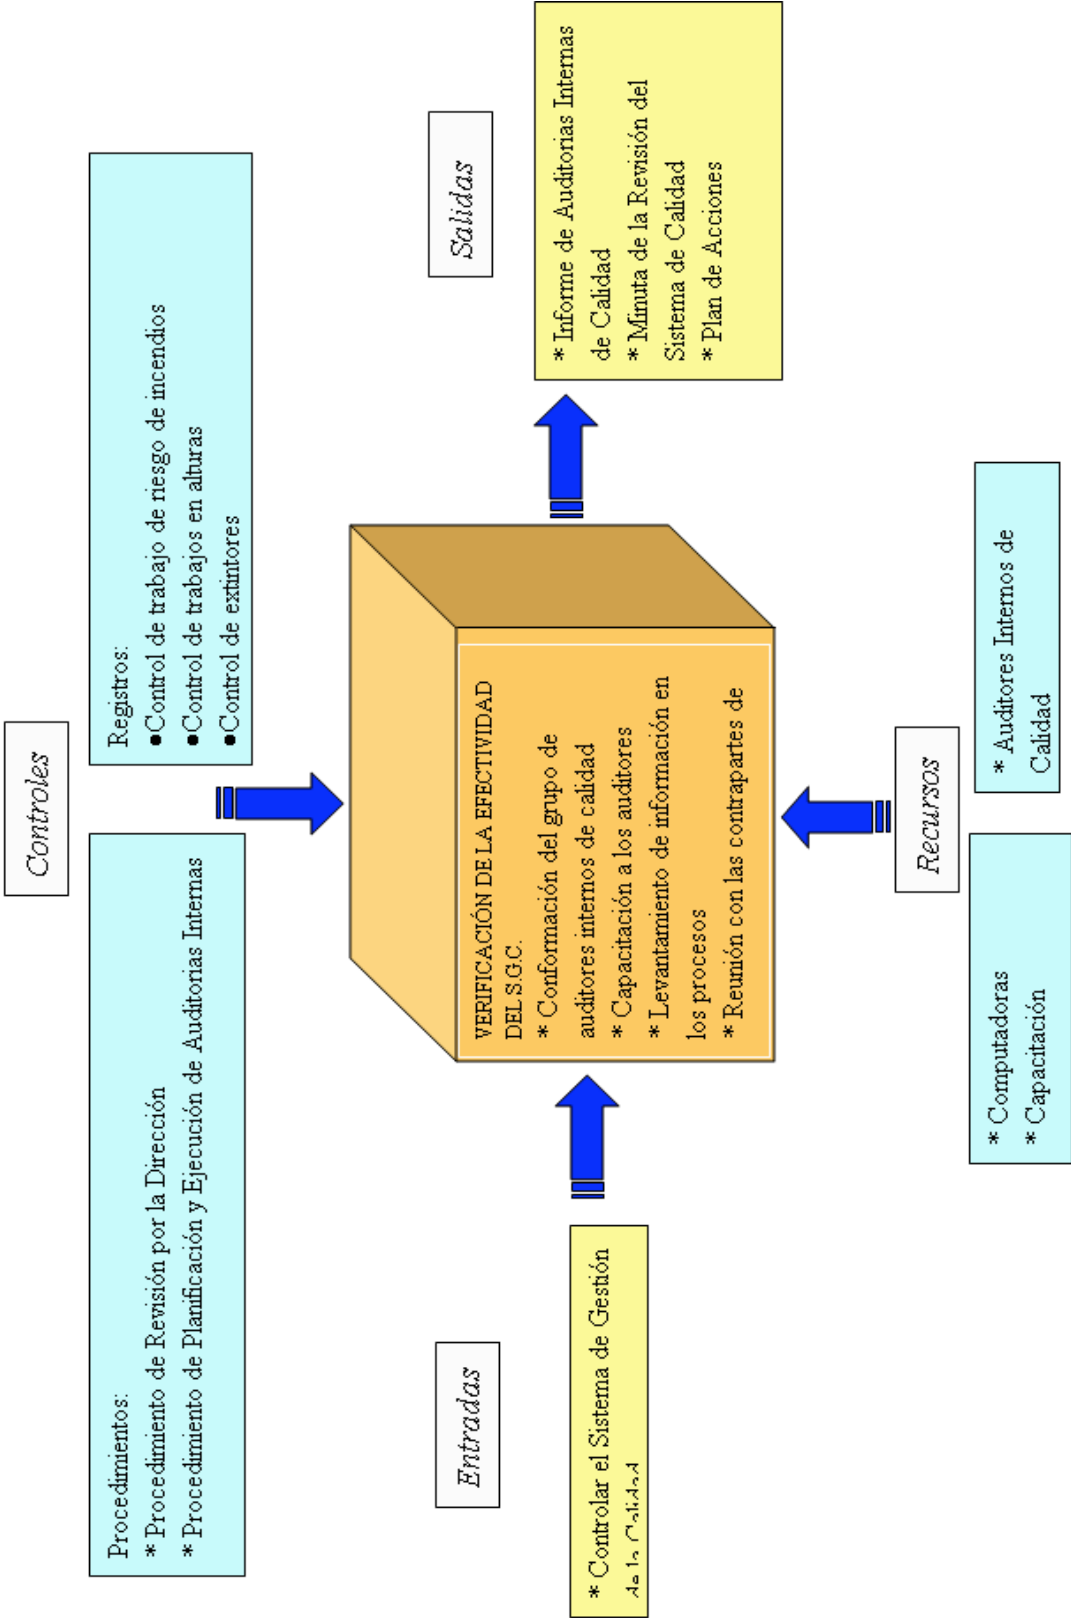 Controles
Procedimientos:
* Procedimiento de Revisión por la Dirección
* Procedimiento de Planificación y Ejecución de Auditorias Internas
Registros:
●Control de trabajo de riesgo de incendios
●Control de trabajos en alturas
●Control de extintores
Entradas
* Controlar el Sistema de Gestión
de la Calidad
VERIFICACIÓN DE LA EFECTIVIDAD
DEL S.G.C.
* Conformación del grupo de
auditores internos de calidad
* Capacitación a los auditores
* Levantamiento de información en
los procesos
* Reunión con las contrapartes de
Salidas
* Informe de Auditorias Internas
de Calidad
* Minuta de la Revisión del
Sistema de Calidad
* Plan de Acciones
Recursos
* Computadoras
* Capacitación
* Auditores Internos de
Calidad